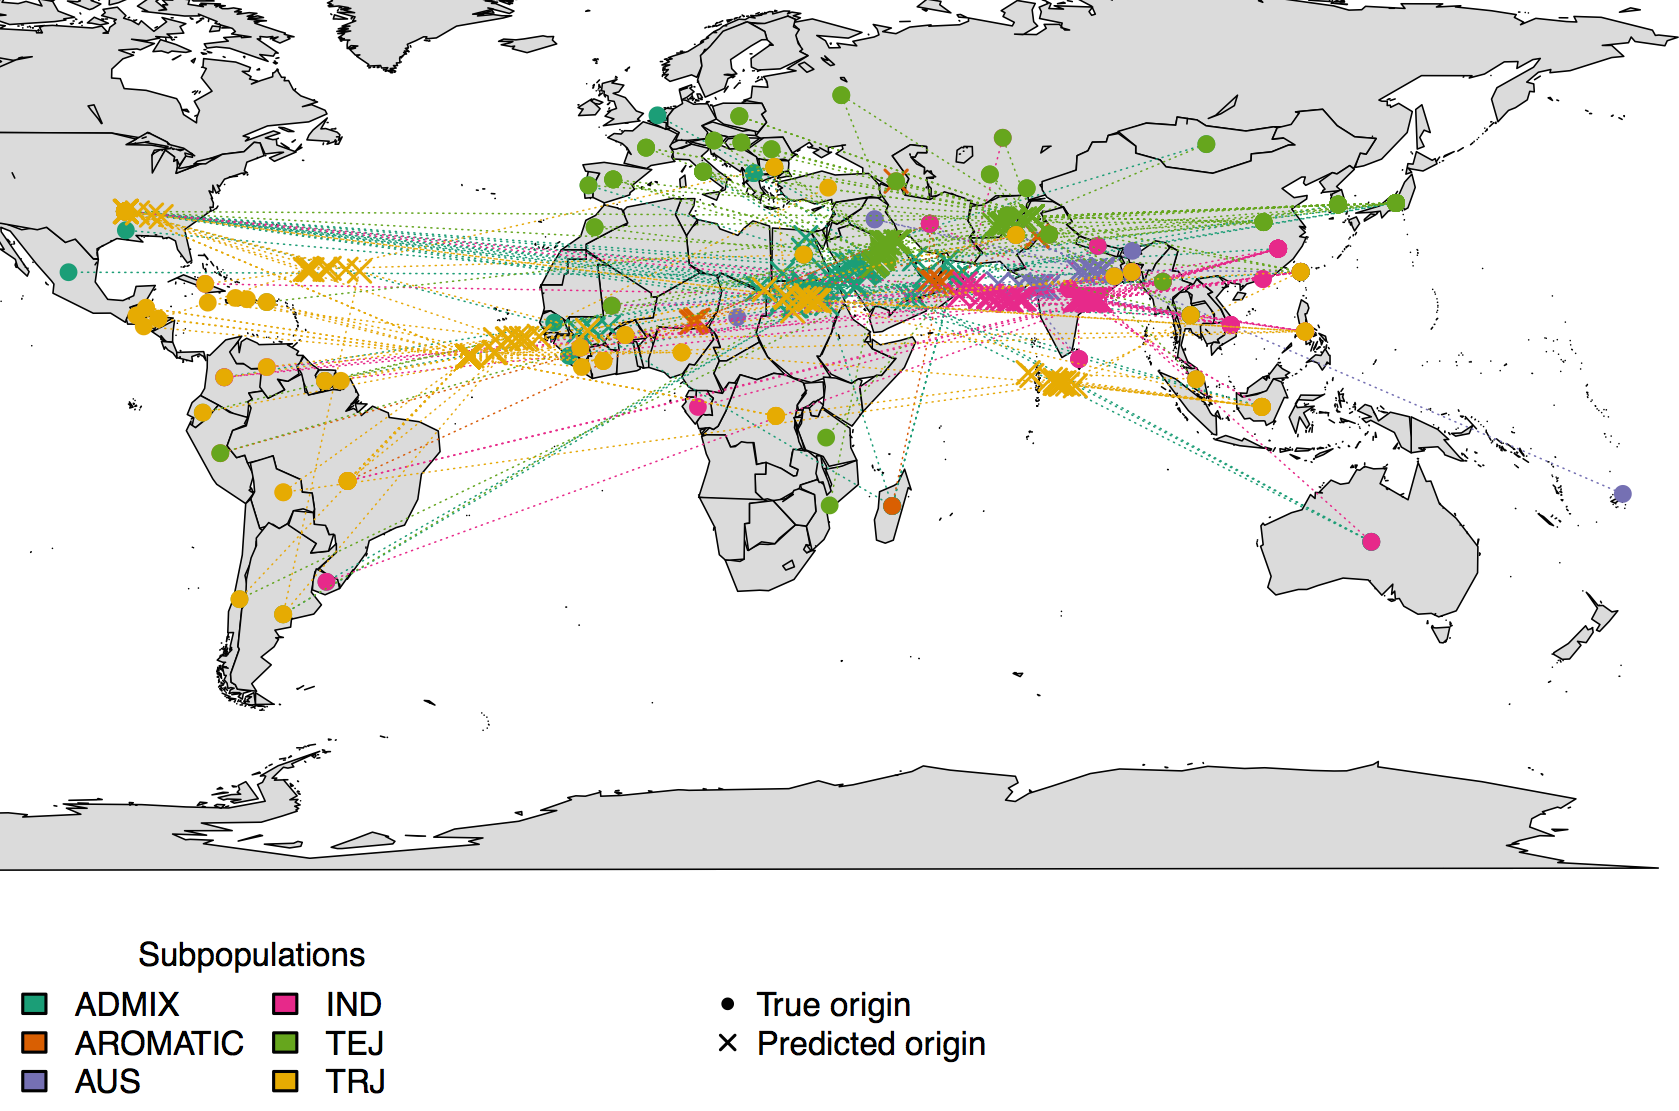 Subpopulations
ADMIX
AROMATIC
AUS
IND
TEJ
TRJ
True origin
Predicted origin